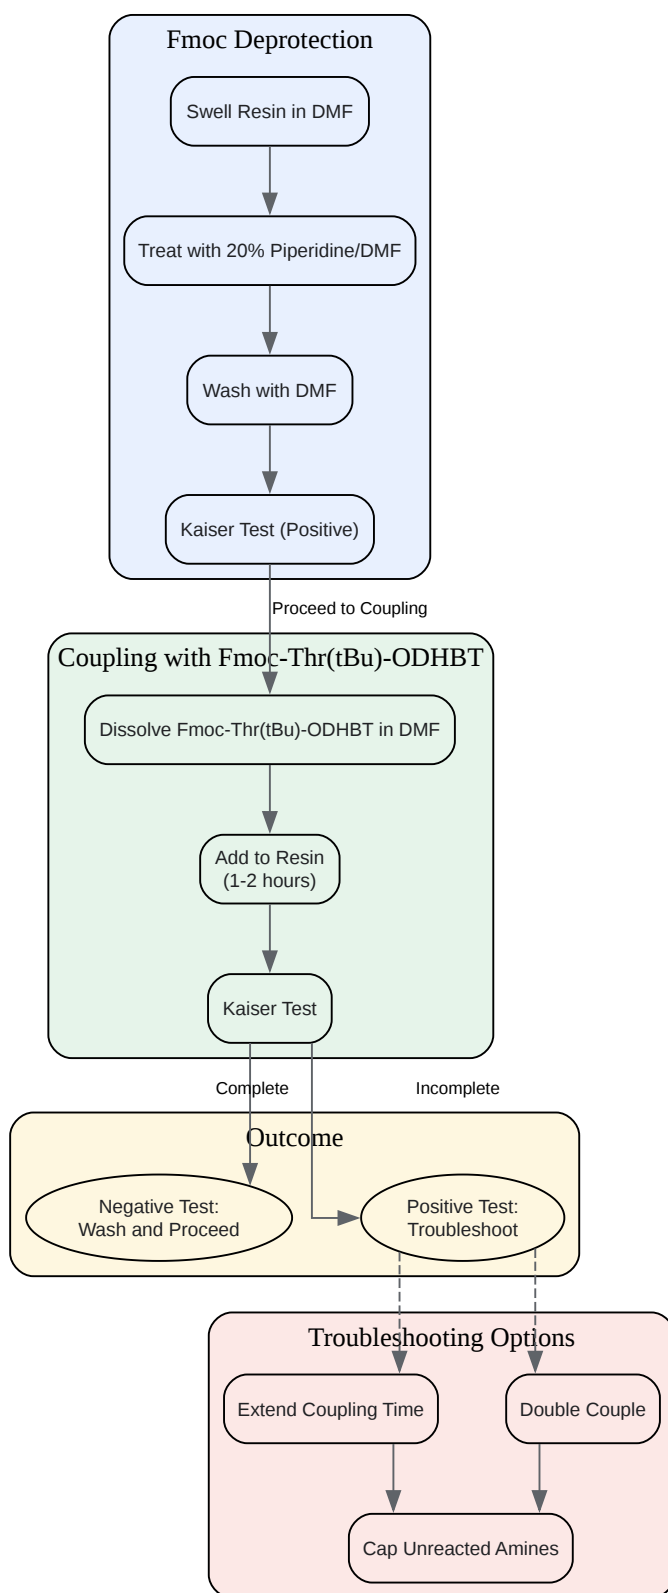 Fmoc Deprotection
Swell Resin in DMF
Treat with 20% Piperidine/DMF
Wash with DMF
Kaiser Test (Positive)
Proceed to Coupling
Coupling with Fmoc-Thr(tBu)-ODHBT
Dissolve Fmoc-Thr(tBu)-ODHBT in DMF
Add to Resin
(1-2 hours)
Kaiser Test
Complete
Incomplete
Outcome
Negative Test:
Wash and Proceed
Positive Test:
Troubleshoot
Troubleshooting Options
Extend Coupling Time
Double Couple
Cap Unreacted Amines